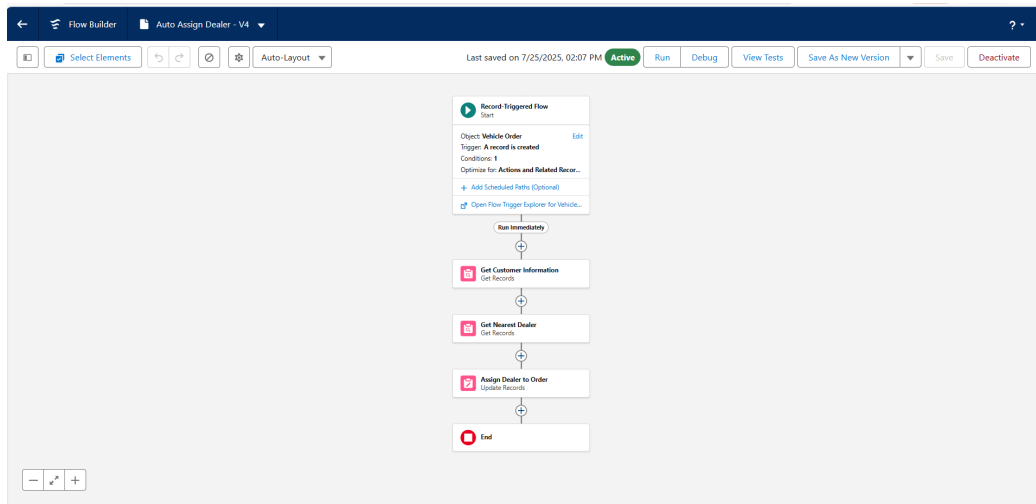 Flow Builder
Auto Assign Dealer - V4
?
Select Elements
Auto-Layout
Last saved on 7/25/2025, 02:07 PM
Active
Run
Debug
View Tests
Save As New Version
Save
Deactivate
Record-Triggered Flow
Start
Object: Vehicle Order
Edit
Trigger: A record is created
Conditions: 1
Optimize for: Actions and Related Recor...
+ Add Scheduled Paths (Optional)
Open Flow Trigger Explorer for Vehicle...
Run Immediately
Get Customer Information
Get Records
Get Nearest Dealer
Get Records
Assign Dealer to Order
Update Records
End